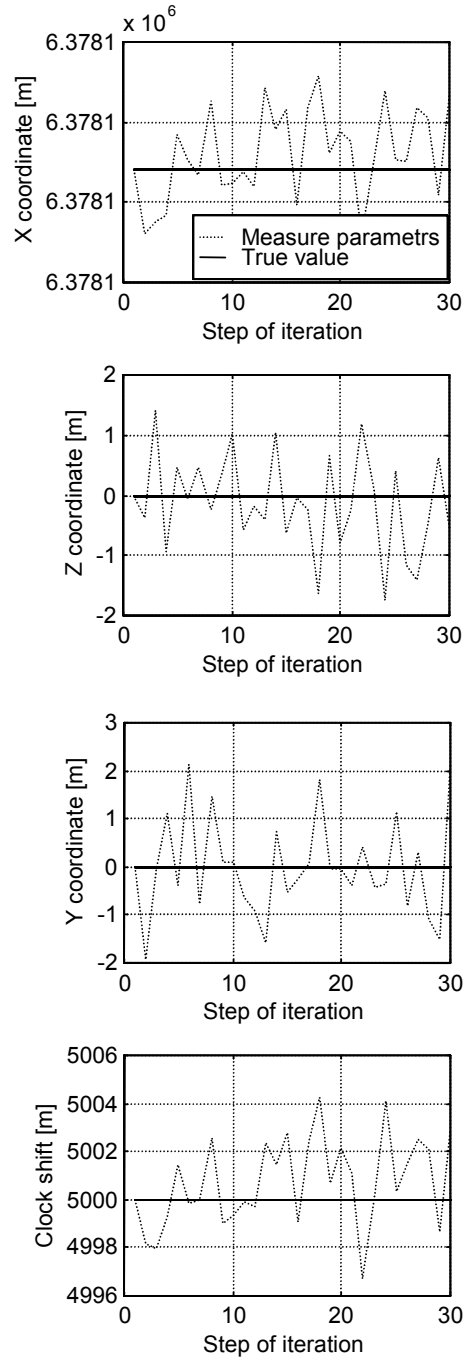 x 10^6
6.3781
6.3781
6.3781
6.3781
X coordinate [m]
Measure parametrs
True value
0 10 20 30
Step of iteration
2
1
0
-1
-2
Z coordinate [m]
0 10 20 30
Step of iteration
3
2
1
0
-1
-2
Y coordinate [m]
0 10 20 30
Step of iteration
5006
5004
5002
5000
4998
4996
Clock shift [m]
0 10 20 30
Step of iteration